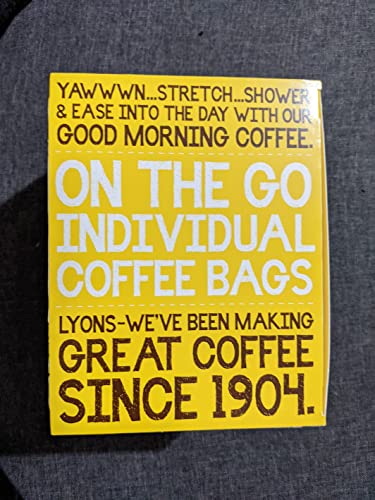 YAWWWN...STRETCH...SHOWER
& EASE INTO THE DAY WITH OUR
GOOD MORNING COFFEE.
ON THE GO
INDIVIDUAL
COFFEE BAGS
LYONS-WE'VE BEEN MAKING
GREAT COFFEE
SINCE 1904.